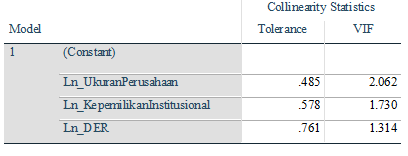 Collinearity Statistics
Model Tolerance VIF
1 (Constant)
Ln_UkuranPerusahaan .485 2.062
Ln_KepemilikanInstitusional .578 1.730
Ln_DER .761 1.314